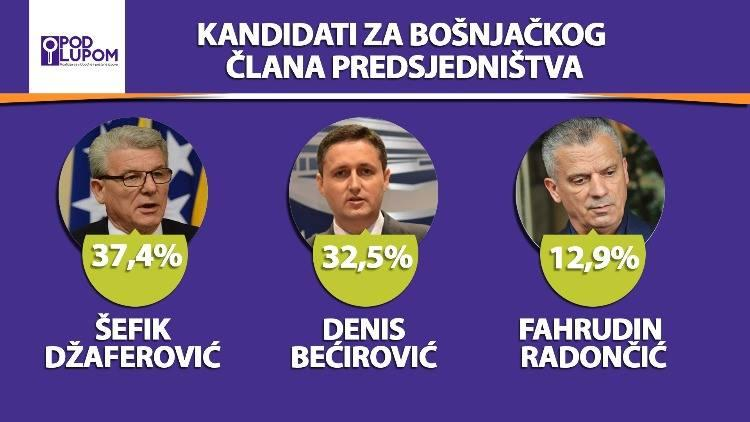 POD
LUPOM
KANDIDATI ZA BOŠNJAČKOG
ČLANA PREDSJEDNIŠTVA
37,4%
32,5%
12,9%
ŠEFIK
DŽAFEROVIĆ
DENIS
BEĆIROVIĆ
FAHRUDIN
RADONČIĆ